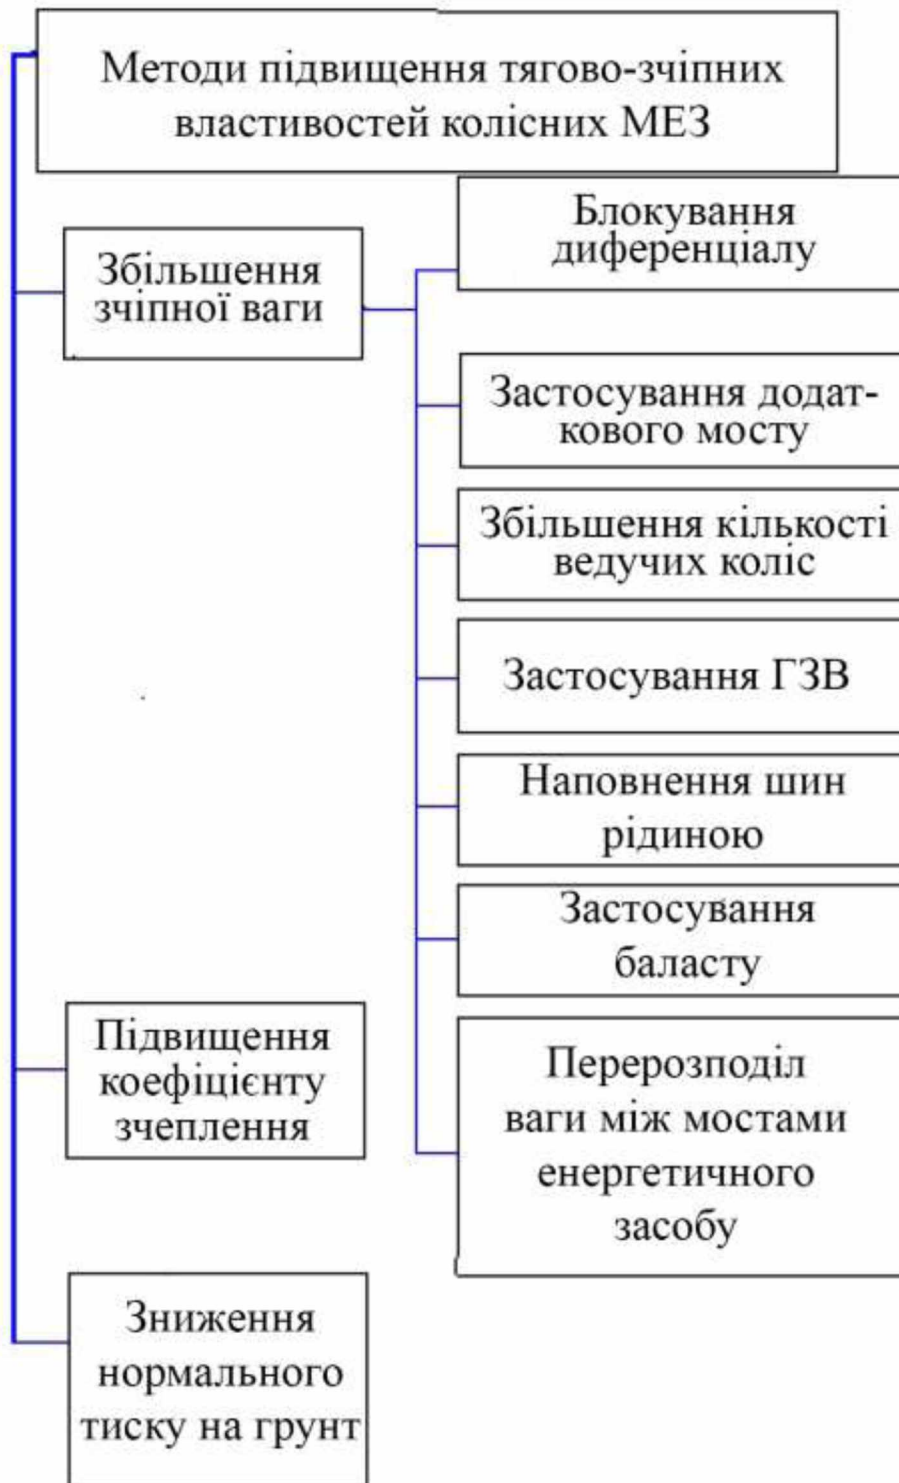 Методи підвищення тягово-зчіпних
властивостей колісних МЕЗ
Збільшення
зчіпної ваги
Блокування
диференціалу
Застосування додат-
кового мосту
Збільшення кількості
ведучих коліс
Застосування ГЗВ
Наповнення шин
рідиною
Застосування
баласту
Перерозподіл
ваги між мостами
енергетичного
засобу
Підвищення
коефіцієнту
зчеплення
Зниження
нормального
тиску на грунт